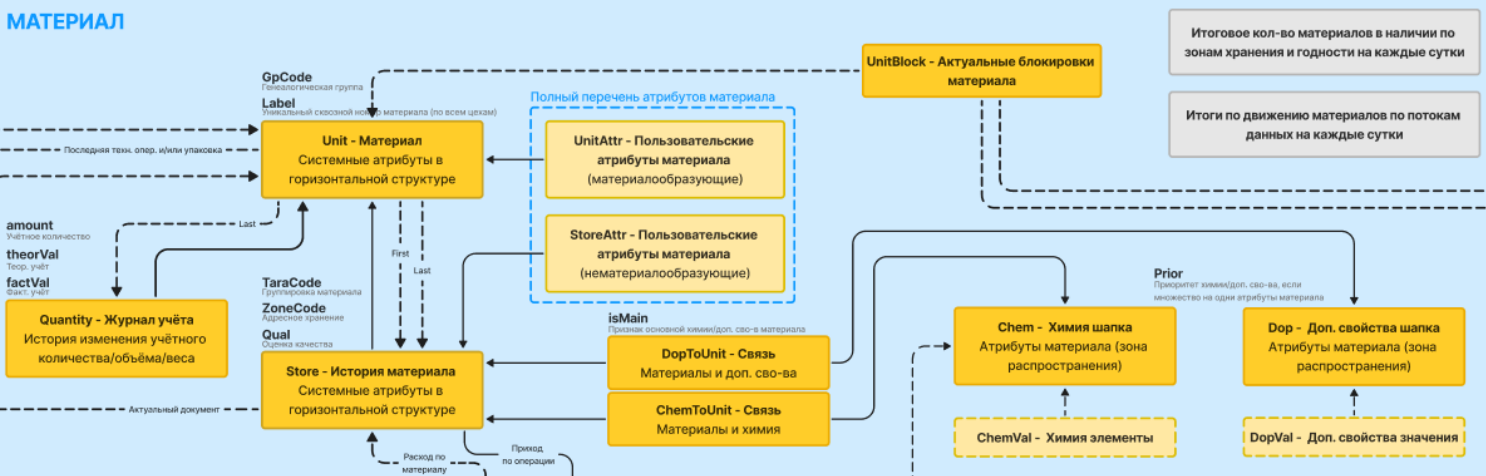 МАТЕРИАЛ
GpCode
Генеалогическая группа
Label
Уникальный сквозной номер материала (по всем цехам)
Unit - Материал
Системные атрибуты в
горизонтальной структуре
Последняя техн. опер. и/или упаковка
Полный перечень атрибутов материала
UnitAttr - Пользовательские
атрибуты материала
(материалообразующие)
StoreAttr - Пользовательские
атрибуты материала
(нематериалообразующие)
UnitBlock - Актуальные блокировки
материала
Итоговое кол-во материалов в наличии по
зонам хранения и годности на каждые сутки
Итоги по движению материалов по потокам
данных на каждые сутки
amount
Учётное количество
theorVal
Теор. учёт
factVal
Факт. учёт
Last
First
Last
Quantity - Журнал учёта
История изменения учётного
количества/объёма/веса
TaraCode
Группировка материала
ZoneCode
Адресное хранение
Qual
Оценка качества
Store - История материала
Системные атрибуты в
горизонтальной структуре
Актуальный документ
isMain
Признак основной химии/доп. сво-в материала
DopToUnit - Связь
Материалы и доп. сво-ва
ChemToUnit - Связь
Материалы и химия
Prior
Приоритет химии/доп. сво-ва, если
множество на одни атрибуты материала
Chem - Химия шапка
Атрибуты материала (зона
распространения)
Dop - Доп. свойства шапка
Атрибуты материала (зона
распространения)
ChemVal - Химия элементы
DopVal - Доп. свойства значения
Расход по
материалу
Приход
по операции